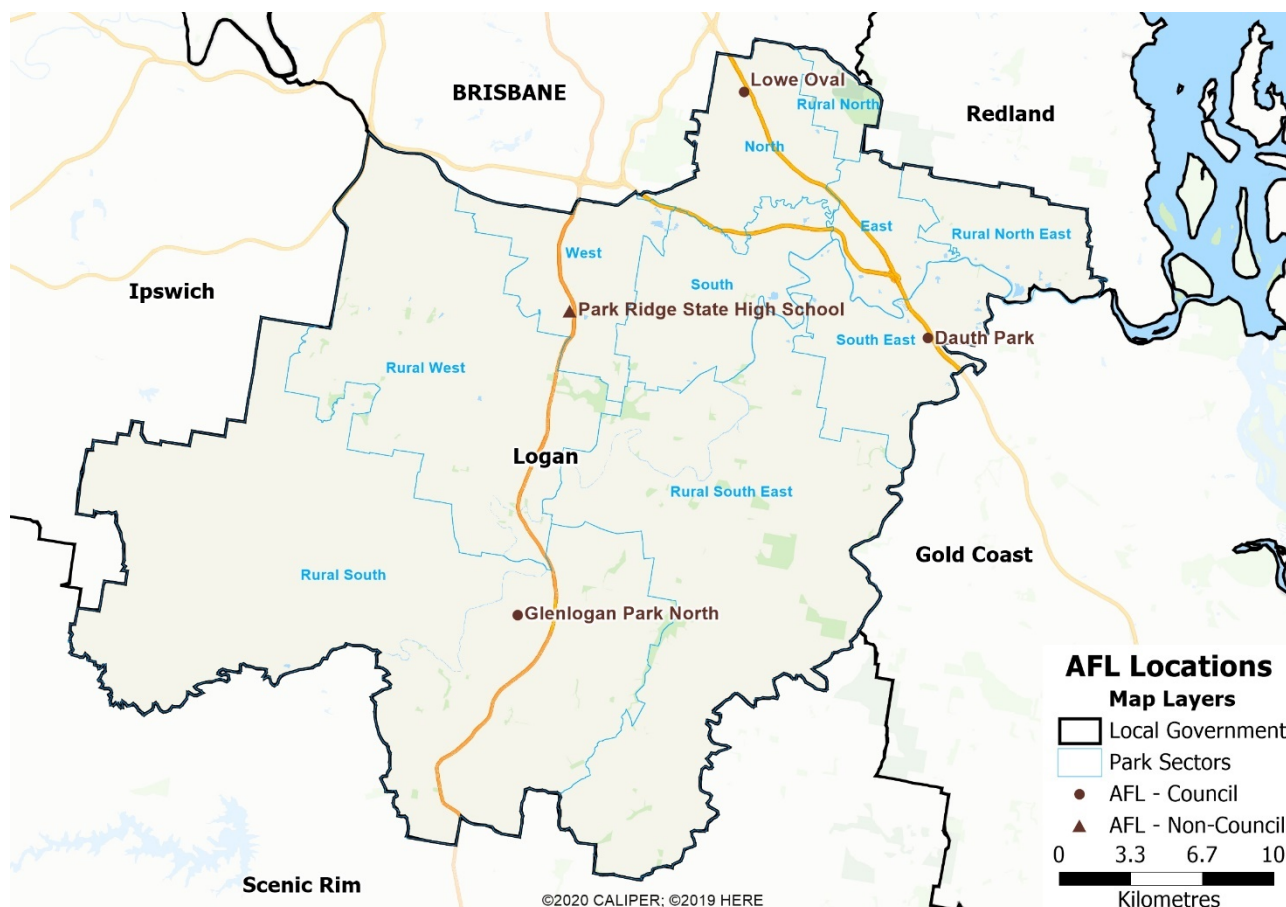 Lowe Oval
BRISBANE
Rural North
Redland
North
East
Rural North East
West
South
Ipswich
Park Ridge State High School
South East
Dauth Park
Rural West
Logan
Rural South East
Gold Coast
Rural South
Glenlogan Park North
Scenic Rim
©2020 CALIPER; ©2019 HERE
AFL Locations
Map Layers
Local Government
Park Sectors
AFL - Council
AFL - Non-Council
0 3.3 6.7 10
Kilometres